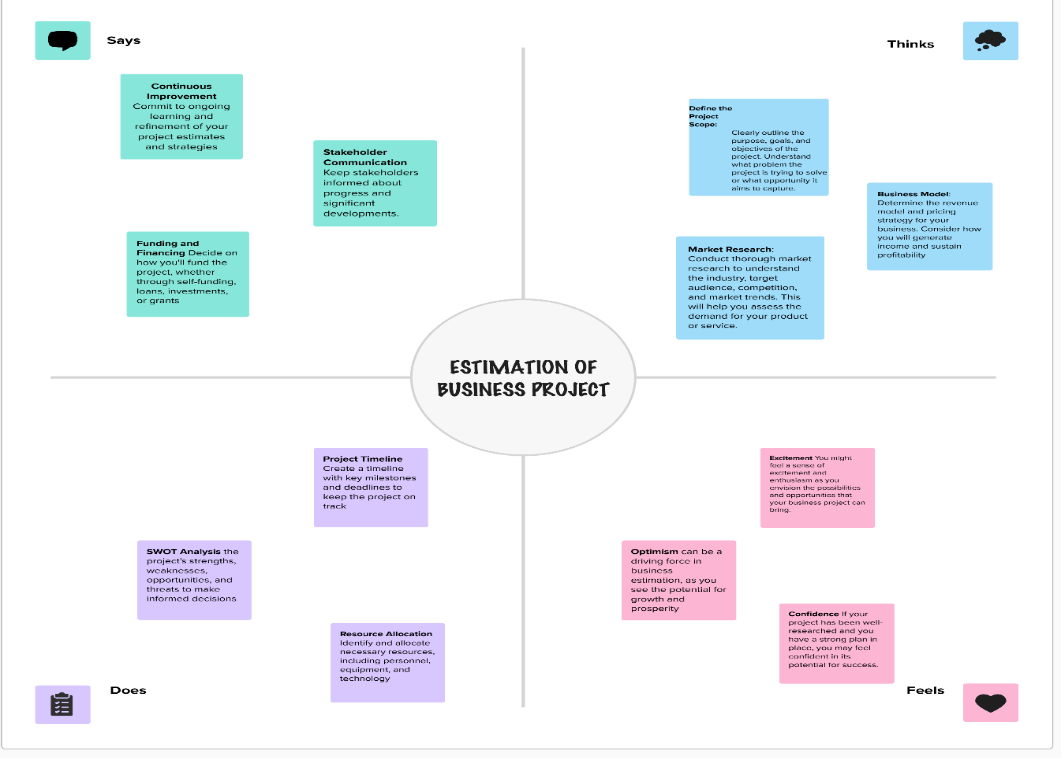 Says
Continuous
Improvement
Commit to ongoing
learning and
refinement of your
project estimates
and strategies
Stakeholder
Communication
Keep stakeholders
informed about
progress and
significant
developments.
Funding and
Financing Decide on
how you'll fund the
project, whether
through self-funding,
loans, investments,
or grants
Thinks
Define the
Project
Scope:
Clearly outline the
purpose, goals, and
objectives of the
project. Understand
what problem the
project is trying to solve
or what opportunity it
aims to capture.
Business Model:
Determine the revenue
model and pricing
strategy for your
business. Consider how
you will generate
income and sustain
profitability
Market Research:
Conduct thorough market
research to understand
the industry, target
audience, competition,
and market trends. This
will help you assess the
demand for your product
or service.
ESTIMATION OF
BUSINESS PROJECT
Project Timeline
Create a timeline
with key milestones
and deadlines to
keep the project on
track
SWOT Analysis the
project's strengths,
weaknesses,
opportunities, and
threats to make
informed decisions
Resource Allocation
Identify and allocate
necessary resources,
including personnel,
equipment, and
technology
Does
Excitement You might
feel a sense of
excitement and
enthusiasm as you
envision the possibilities
and opportunities that
your business project can
bring.
Optimism can be a
driving force in
business
estimation, as you
see the potential for
growth and
prosperity
Confidence If your
project has been well-
researched and you
have a strong plan in
place, you may feel
confident in its
potential for success.
Feels